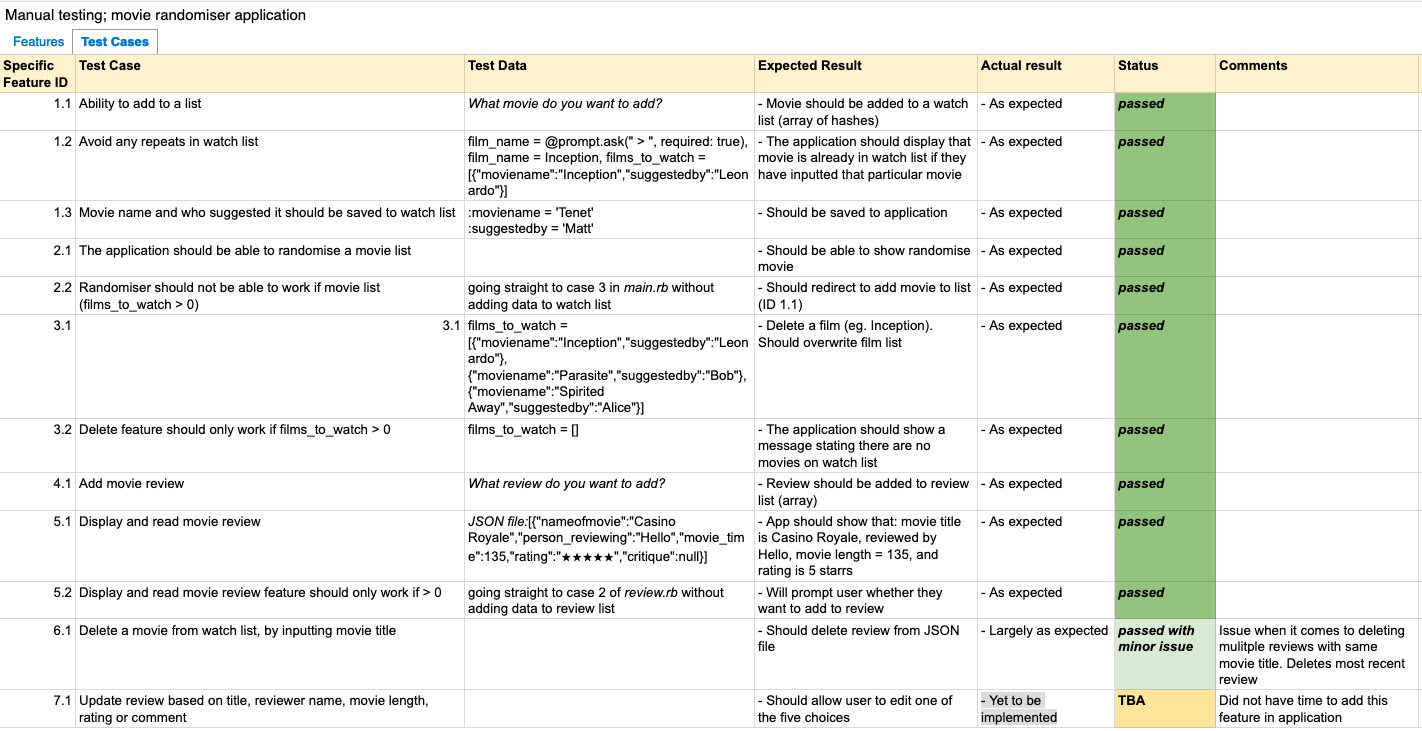 Manual testing; movie randomiser application
Features Test Cases
Specific Feature ID Test Case Test Data Expected Result Actual result Status Comments
1.1 Ability to add to a list What movie do you want to add? - Movie should be added to a watch list (array of hashes) - As expected passed
1.2 Avoid any repeats in watch list film_name = @prompt.ask(" > ", required: true), film_name = Inception, films_to_watch = [{"moviename":"Inception","suggestedby":"Leonardo"}] - The application should display that movie is already in watch list if they have inputted that particular movie - As expected passed
1.3 Movie name and who suggested it should be saved to watch list :moviename = 'Tenet' :suggestedby = 'Matt' - Should be saved to application - As expected passed
2.1 The application should be able to randomise a movie list - Should be able to show randomise movie - As expected passed
2.2 Randomiser should not be able to work if movie list (films_to_watch > 0) going straight to case 3 in main.rb without adding data to watch list - Should redirect to add movie to list (ID 1.1) - As expected passed
3.1 3.1 films_to_watch = [{"moviename":"Inception","suggestedby":"Leonardo"}, {"moviename":"Parasite","suggestedby":"Bob"}, {"moviename":"Spirited Away","suggestedby":"Alice"}] - Delete a film (eg. Inception). Should overwrite film list - As expected passed
3.2 Delete feature should only work if films_to_watch > 0 films_to_watch = [] - The application should show a message stating there are no movies on watch list - As expected passed
4.1 Add movie review What review do you want to add? - Review should be added to review list (array) - As expected passed
5.1 Display and read movie review JSON file:[{"nameofmovie":"Casino Royale","person_reviewing":"Hello","movie_time":135,"rating":"★★★★★","critique":null}] - App should show that: movie title is Casino Royale, reviewed by Hello, movie length = 135, and rating is 5 starrs - As expected passed
5.2 Display and read movie review feature should only work if > 0 going straight to case 2 of review.rb without adding data to review list - Will prompt user whether they want to add to review - As expected passed
6.1 Delete a movie from watch list, by inputting movie title - Should delete review from JSON file - Largely as expected passed with minor issue Issue when it comes to deleting mulitple reviews with same movie title. Deletes most recent review
7.1 Update review based on title, reviewer name, movie length, rating or comment - Should allow user to edit one of the five choices - Yet to be implemented TBA Did not have time to add this feature in application